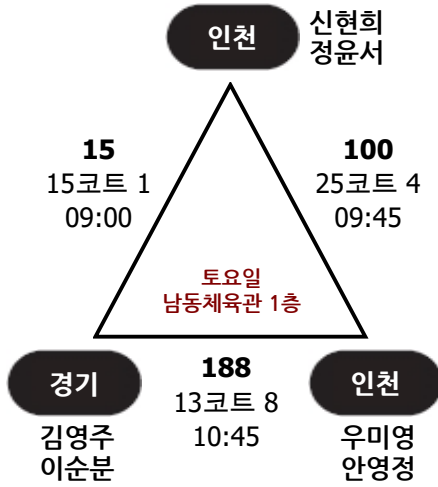 인천
신현희
정윤서
15
15코트 1
09:00
100
25코트 4
09:45
토요일
남동체육관 1층
경기
김영주
이순분
188
13코트 8
10:45
인천
우미영
안영정